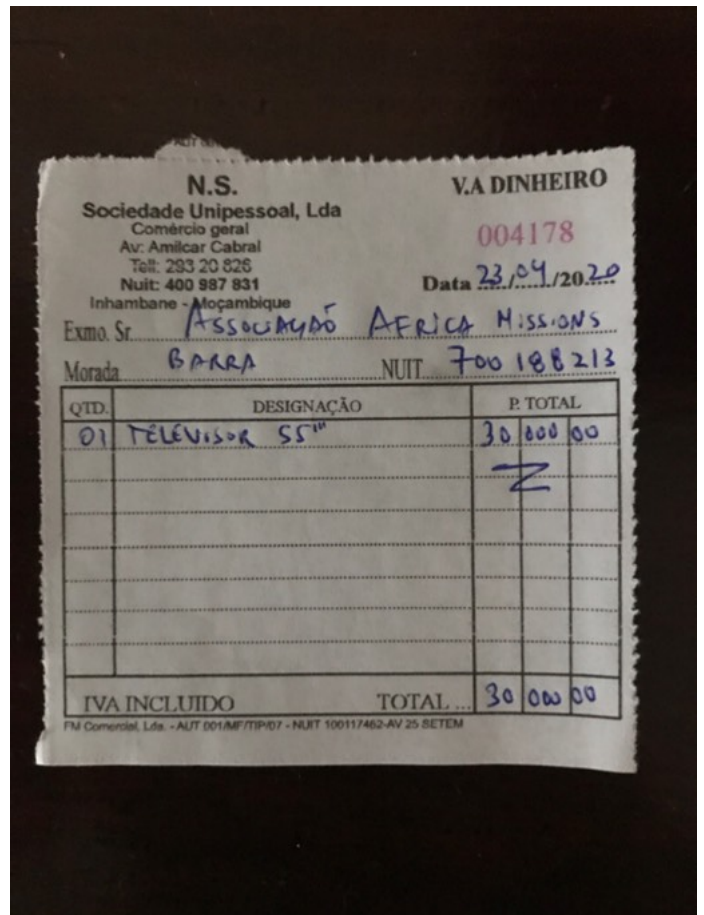 N.S.
Sociedade Unipessoal, Lda
Comércio geral
Av: Amilcar Cabral
Tell: 293 20 826
Nuit: 400 987 831
Inhambane - Moçambique
V.A DINHEIRO
004178
Data 23/04/2020
Exmo. Sr. ASSOCIAÇÃO AFRICA MISSIONS
Morada BARRA NUIT 700 188 213
QTD. DESIGNAÇÃO P. TOTAL
01 TELEVISOR 55"' 30 000 00
IVA INCLUIDO TOTAL ... 30 000 00
FM Comercial, Lda. - AUT 001/MF/TIP/07 - NUIT 100117462-AV 25 SETEM